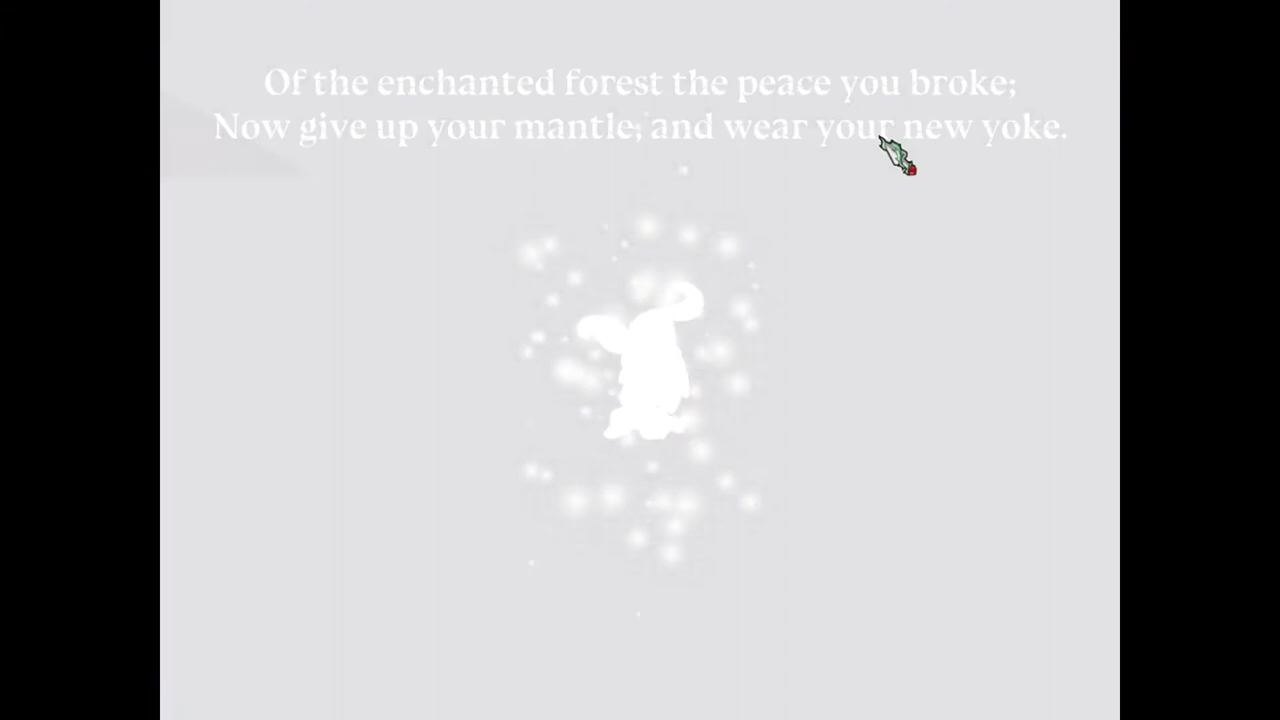 Of the enchanted forest the peace you broke;
Now give up your mantle, and wear your new yoke.